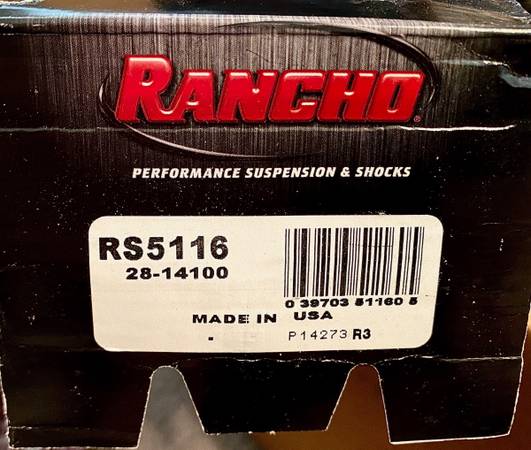 RANCHO®
PERFORMANCE SUSPENSION & SHOCKS
RS5116
28-14100
0 39703 51160 5
MADE IN USA
- P14273 R3